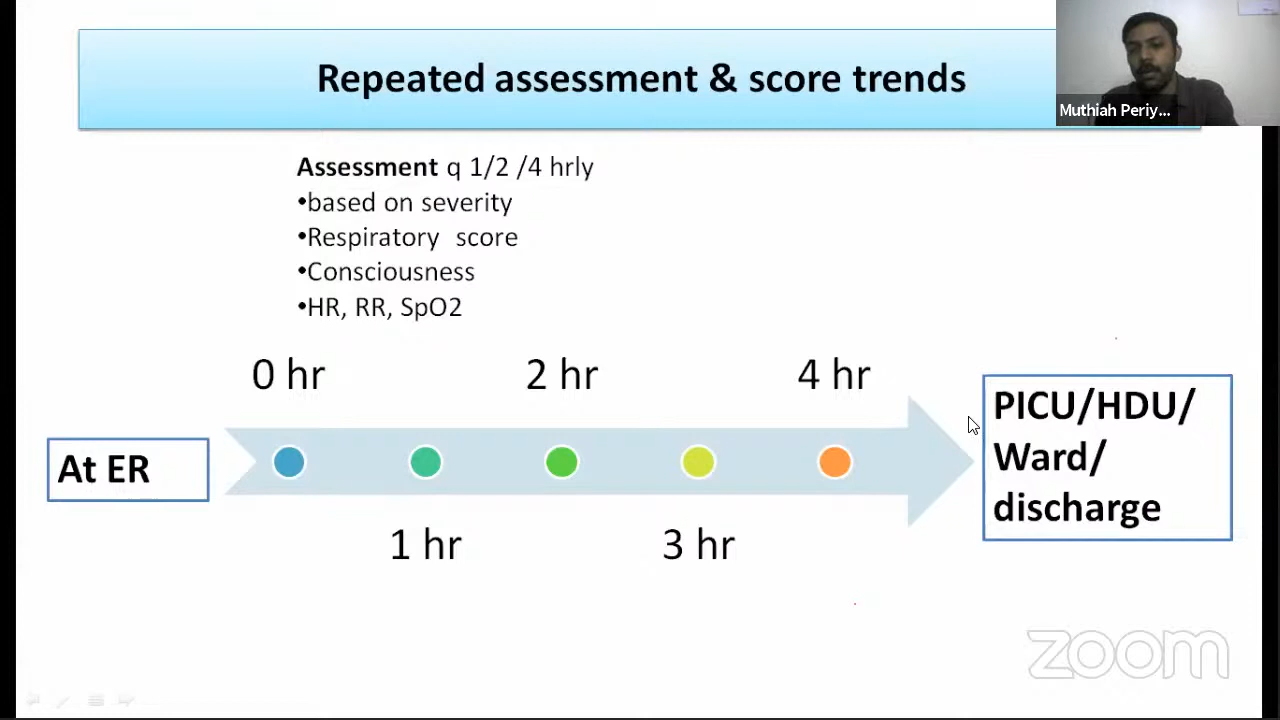 Repeated assessment & score trends
Muthiah Periy...
Assessment q 1/2 /4 hrly
•based on severity
•Respiratory score
•Consciousness
•HR, RR, SpO2
0 hr
2 hr
4 hr
At ER
PICU/HDU/
Ward/
discharge
1 hr
3 hr
zoom